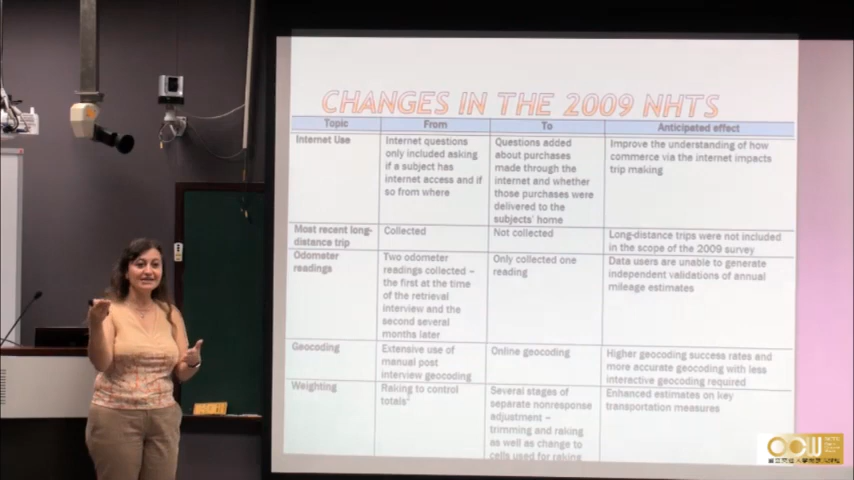 CHANGES IN THE 2009 NHTS
Topic From To Anticipated effect
Internet Use
Internet questions
only included asking
if a subject has
internet access and if
so from where
Questions added
about purchases
made through the
internet and whether
those purchases were
delivered to the
subjects' home
Improve the understanding of how
commerce via the internet impacts
trip making
Most recent long-
distance trip
Collected
Not collected
Long-distance trips were not included
in the scope of the 2009 survey
Odometer
readings
Two odometer
readings collected –
the first at the time
of the retrieval
interview and the
second several
months later
Only collected one
reading
Data users are unable to generate
independent validations of annual
mileage estimates
Geocoding
Extensive use of
manual post
interview geocoding
Online geocoding
Higher geocoding success rates and
more accurate geocoding with less
interactive geocoding required
Weighting
Raking to control
totals
Several stages of
separate nonresponse
adjustment –
trimming and raking
as well as change to
cells used for raking
Enhanced estimates on key
transportation measures
OCW